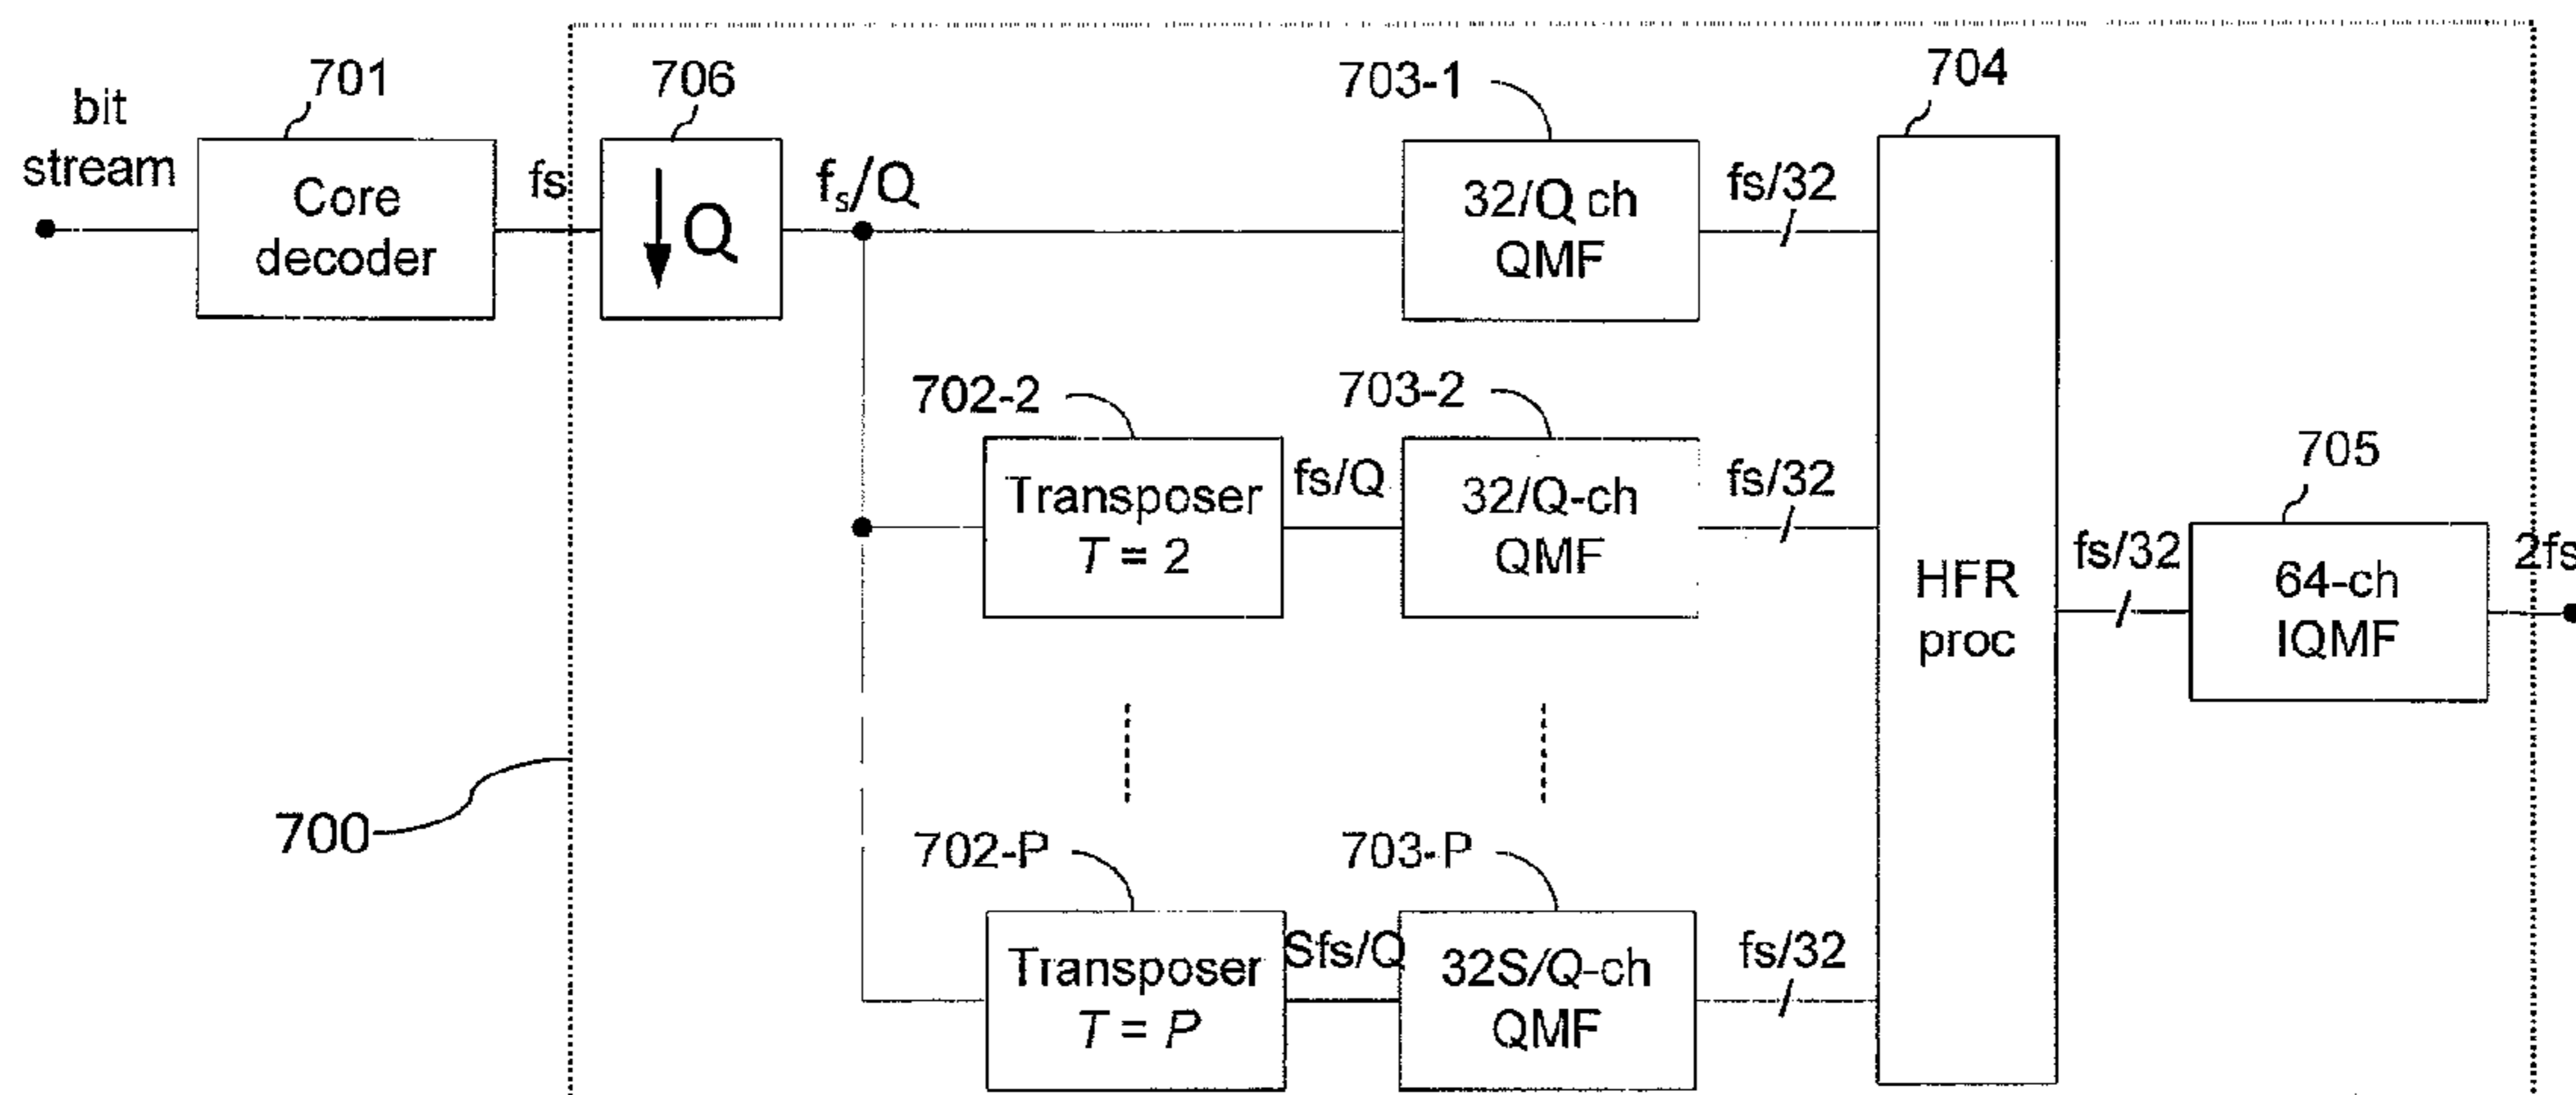 bit
stream
701
Core
decoder
fs
706
↓Q
fs/Q
703-1
32/Q ch
QMF
fs/32
704
HFR
proc
702-2
Transposer
T = 2
fs/Q
703-2
32/Q-ch
QMF
fs/32
fs/32
705
64-ch
IQMF
2fs
700
702-P
Transposer
T = P
Sfs/Q
703-P
32S/Q-ch
QMF
fs/32